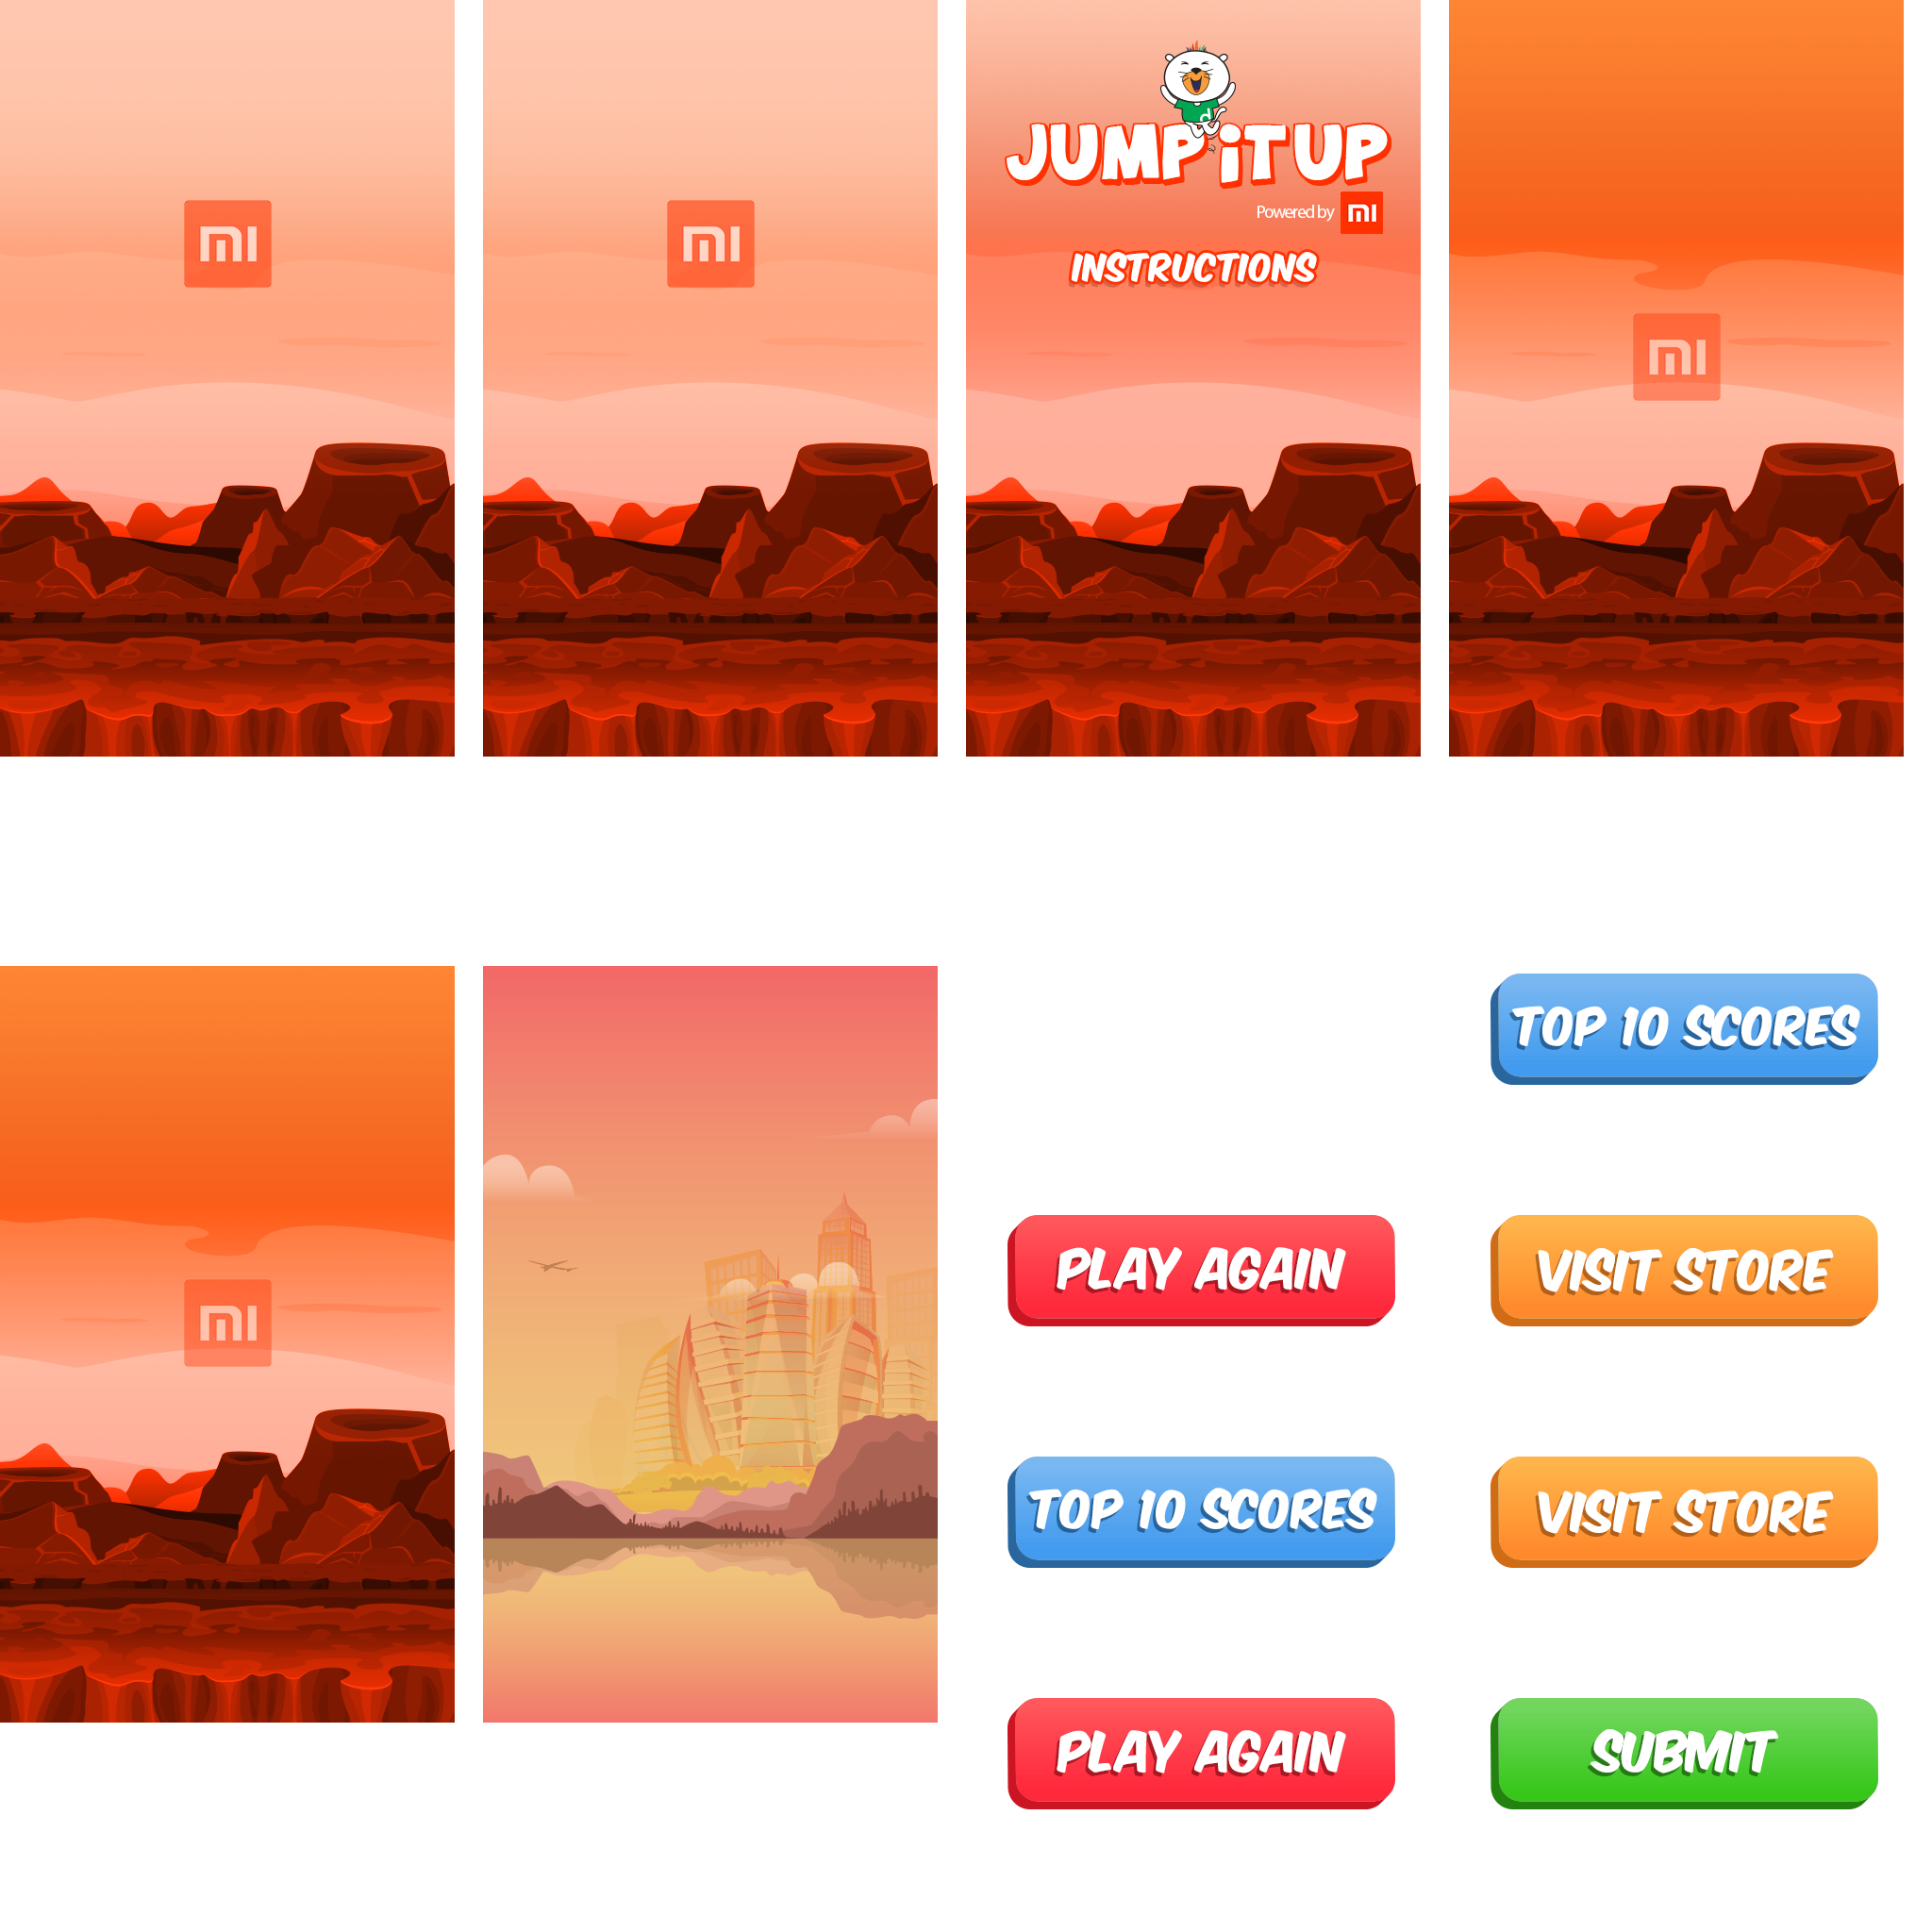 mi
mi
JUMP iT UP
Powered by mi
INSTRUCTIONS
mi
mi
TOP 10 SCORES
PLAY AGAIN
VISIT STORE
TOP 10 SCORES
VISIT STORE
PLAY AGAIN
SUBMIT